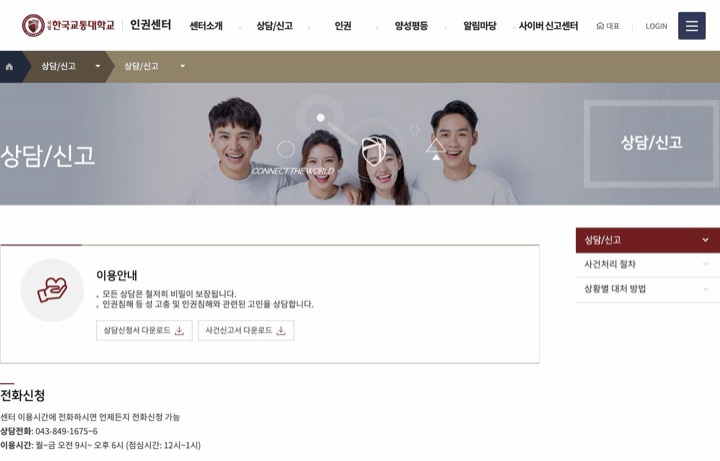 국립 한국교통대학교 인권센터 센터소개 상담/신고 인권 양성평등 알림마당 사이버 신고센터 대표 LOGIN
상담/신고 상담/신고
상담/신고
CONNECT THE WORLD
상담/신고
상담/신고
사건처리 절차
상황별 대처 방법
이용안내
모든 상담은 철저히 비밀이 보장됩니다.
인권침해 등 성 고충 및 인권침해와 관련된 고민을 상담합니다.
상담신청서 다운로드 사건신고서 다운로드
전화신청
센터 이용시간에 전화하시면 언제든지 전화신청 가능
상담전화: 043-849-1675~6
이용시간: 월~금 오전 9시~ 오후 6시 (점심시간: 12시~1시)